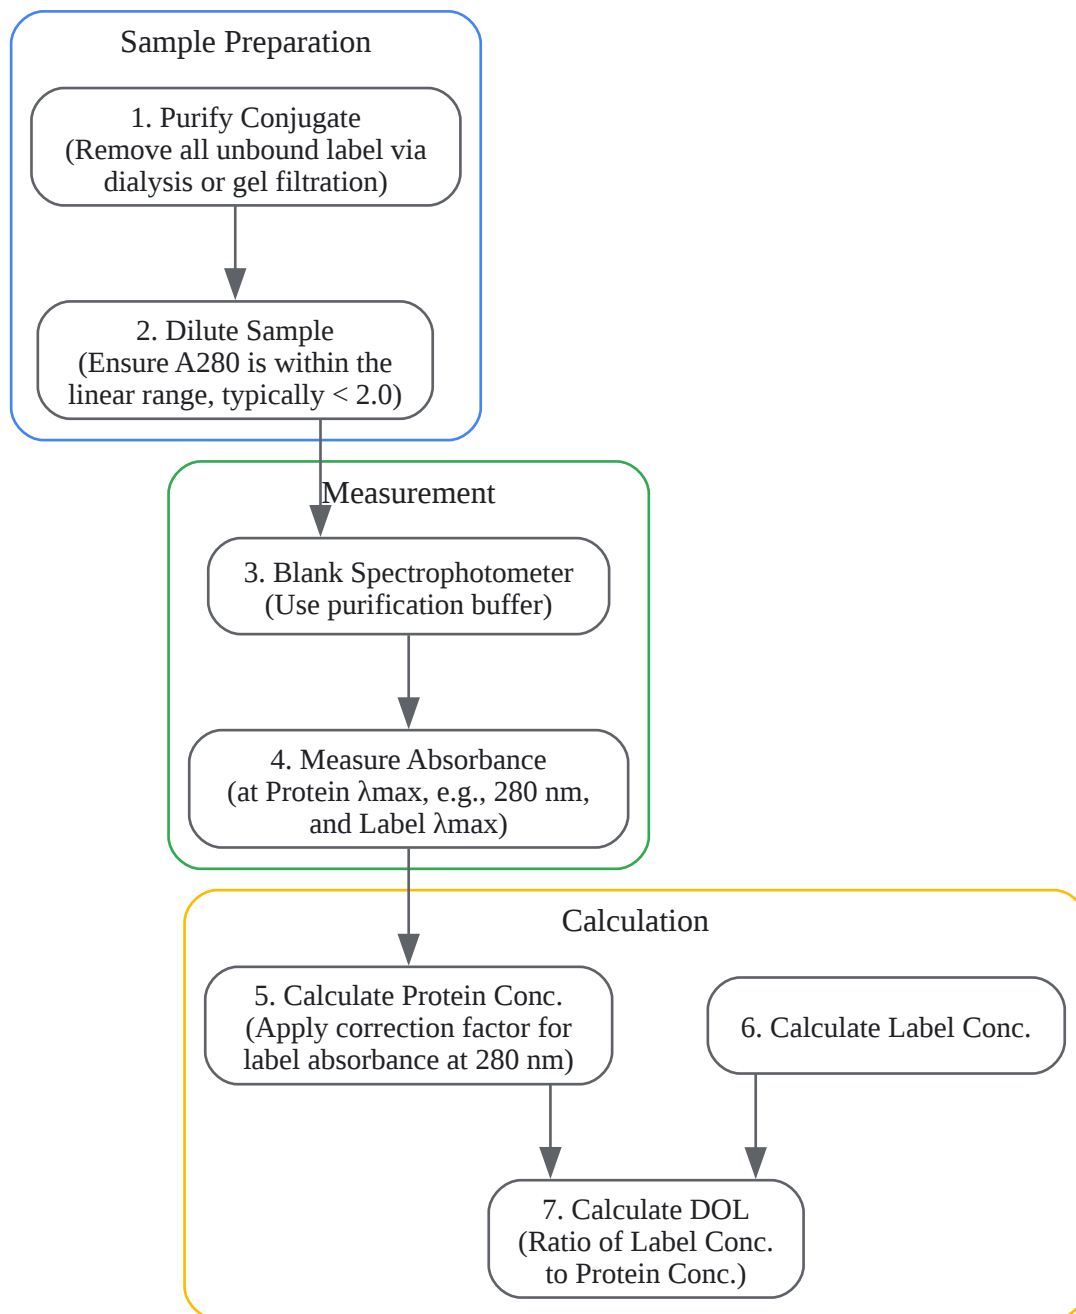 Sample Preparation
1. Purify Conjugate
(Remove all unbound label via
dialysis or gel filtration)
2. Dilute Sample
(Ensure A280 is within the
linear range, typically < 2.0)
Measurement
3. Blank Spectrophotometer
(Use purification buffer)
4. Measure Absorbance
(at Protein λmax, e.g., 280 nm,
and Label λmax)
Calculation
5. Calculate Protein Conc.
(Apply correction factor for
label absorbance at 280 nm)
6. Calculate Label Conc.
7. Calculate DOL
(Ratio of Label Conc.
to Protein Conc.)